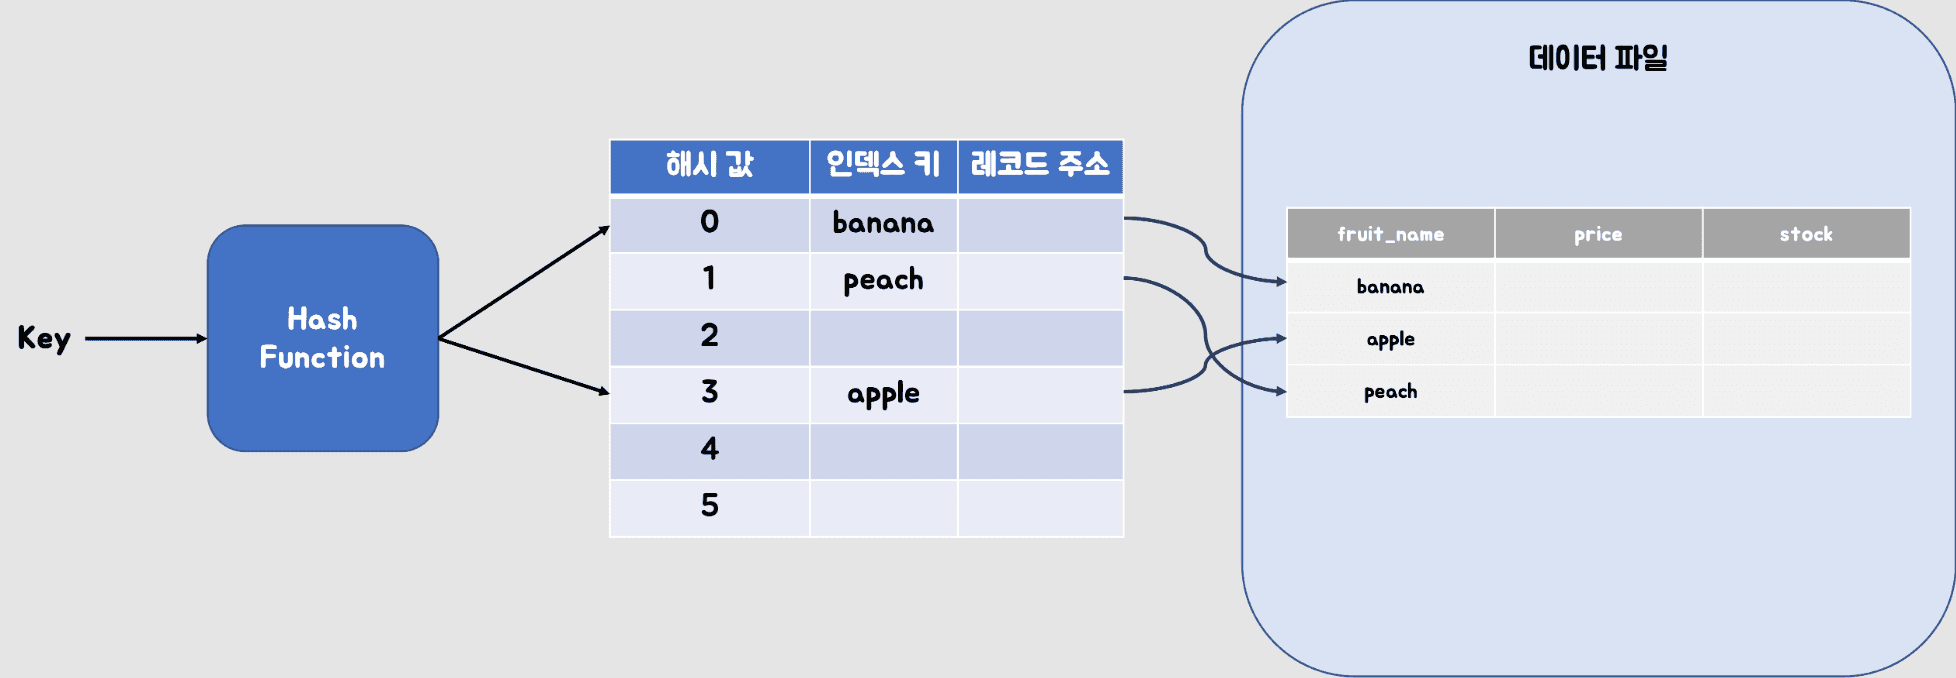 데이터 파일
해시 값 인덱스 키 레코드 주소
0 banana
1 peach
2
3 apple
4
5
Key
Hash
Function
fruit_name price stock
banana
apple
peach